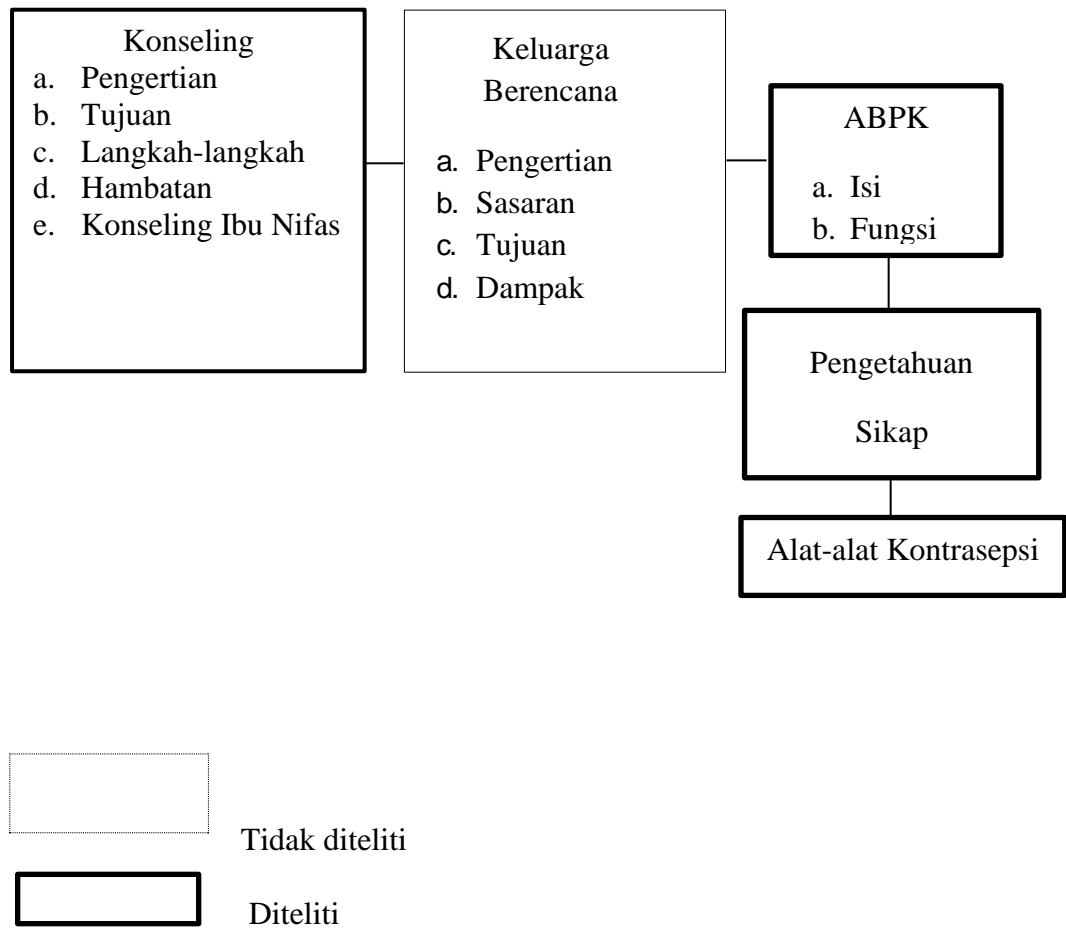 Konseling
a. Pengertian
b. Tujuan
c. Langkah-langkah
d. Hambatan
e. Konseling Ibu Nifas
Keluarga
Berencana
a. Pengertian
b. Sasaran
c. Tujuan
d. Dampak
ABPK
a. Isi
b. Fungsi
Pengetahuan
Sikap
Alat-alat Kontrasepsi
Tidak diteliti
Diteliti